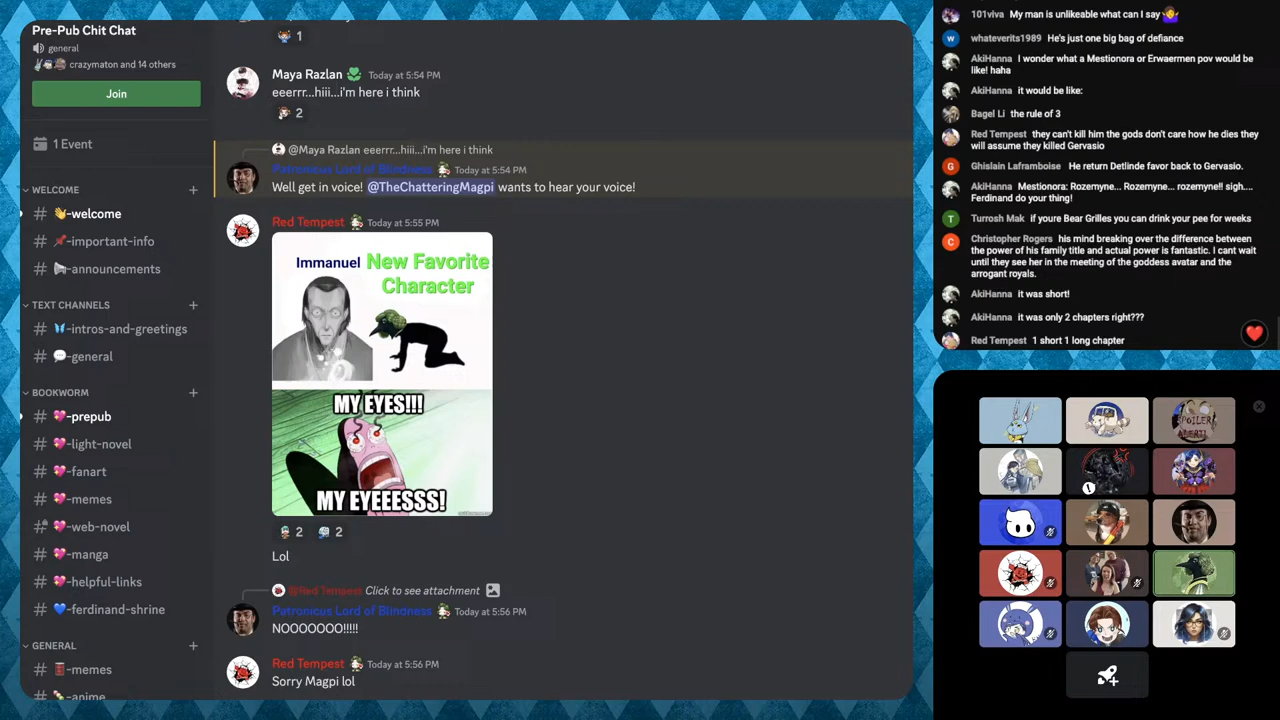 Pre-Pub Chit Chat
general
crazymaton and 14 others
Join
1 Event
WELCOME
-welcome
-important-info
-announcements
TEXT CHANNELS
-intros-and-greetings
-general
BOOKWORM
-prepub
-light-novel
-fanart
-memes
-web-novel
-manga
-helpful-links
-ferdinand-shrine
GENERAL
-memes
-anime
1
Maya Razlan Today at 5:54 PM
eeerrr...hiii...i'm here i think
2
@Maya Razlan eeerrr...hiii...i'm here i think
Patronicus Lord of Blindness Today at 5:54 PM
Well get in voice! @TheChatteringMagpi wants to hear your voice!
Red Tempest Today at 5:55 PM
Immanuel New Favorite
Character
MY EYES!!!
MY EYEEESSS!
2 2
Lol
@Red Tempest Click to see attachment
Patronicus Lord of Blindness Today at 5:56 PM
NOOOOOOO!!!!!
Red Tempest Today at 5:56 PM
Sorry Magpi lol
101viva My man is unlikeable what can I say
whateverits1989 He's just one big bag of defiance
AkiHanna I wonder what a Mestionora or Erwaermen pov would be
like! haha
AkiHanna it would be like:
Bagel Li the rule of 3
Red Tempest they can't kill him the gods don't care how he dies they
will assume they killed Gervasio
Ghislain Laframboise He return Detlinde favor back to Gervasio.
AkiHanna Mestionora: Rozemyne... Rozemyne... rozemyne!! sigh....
Ferdinand do your thing!
Turrosh Mak if youre Bear Grilles you can drink your pee for weeks
Christopher Rogers his mind breaking over the difference between
the power of his family title and actual power is fantastic. I cant wait
until they see her in the meeting of the goddess avatar and the
arrogant royals.
AkiHanna it was short!
AkiHanna it was only 2 chapters right???
Red Tempest 1 short 1 long chapter
SPOILER